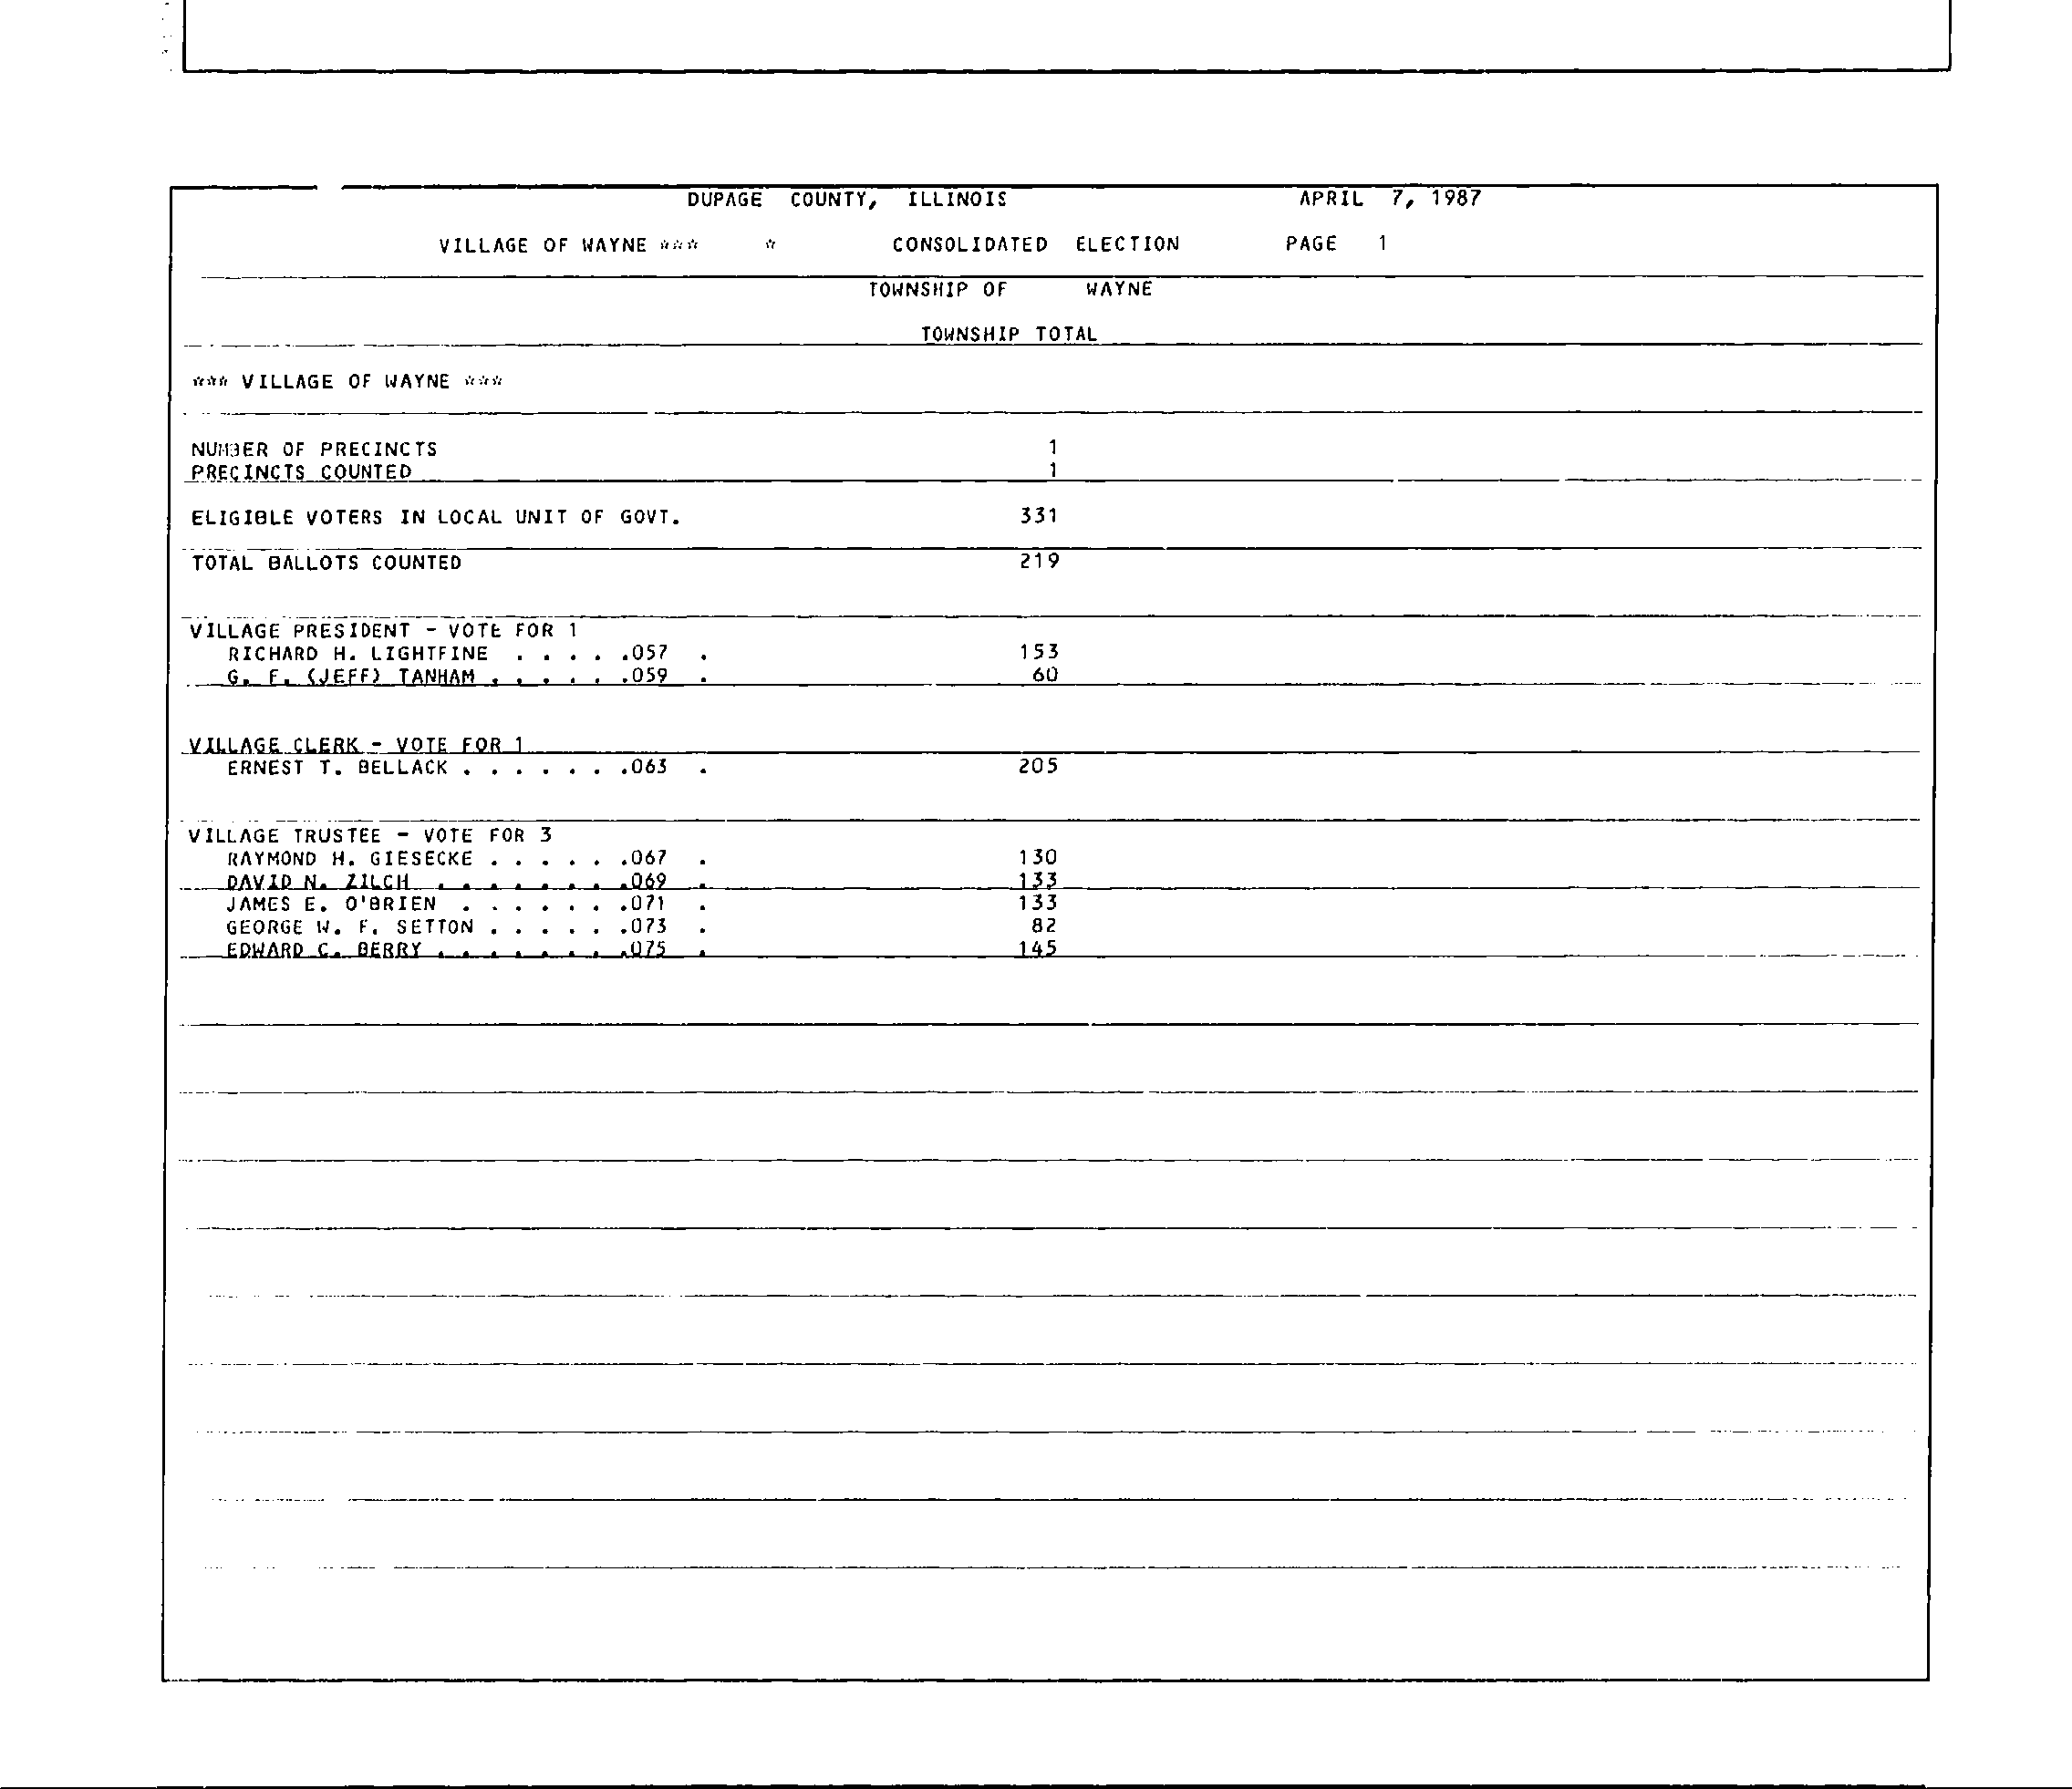 DUPAGE COUNTY, ILLINOIS APRIL 7, 1987
VILLAGE OF WAYNE *** * CONSOLIDATED ELECTION PAGE 1
TOWNSHIP OF WAYNE
TOWNSHIP TOTAL
*** VILLAGE OF WAYNE ***
NUMBER OF PRECINCTS 1
PRECINCTS COUNTED 1
ELIGIBLE VOTERS IN LOCAL UNIT OF GOVT. 331
TOTAL BALLOTS COUNTED 219
VILLAGE PRESIDENT - VOTE FOR 1
RICHARD H. LIGHTFINE . . . . .057 . 153
G. F. (JEFF) TANHAM . . . . . .059 . 60
VILLAGE CLERK - VOTE FOR 1
ERNEST T. BELLACK . . . . . . .063 . 205
VILLAGE TRUSTEE - VOTE FOR 3
RAYMOND H. GIESECKE . . . . . .067 . 130
DAVID N. ZILCH . . . . . . . .069 . 133
JAMES E. O'BRIEN . . . . . . .071 . 133
GEORGE W. F. SETTON . . . . . .073 . 82
EDWARD C. BERRY . . . . . . . .075 . 145